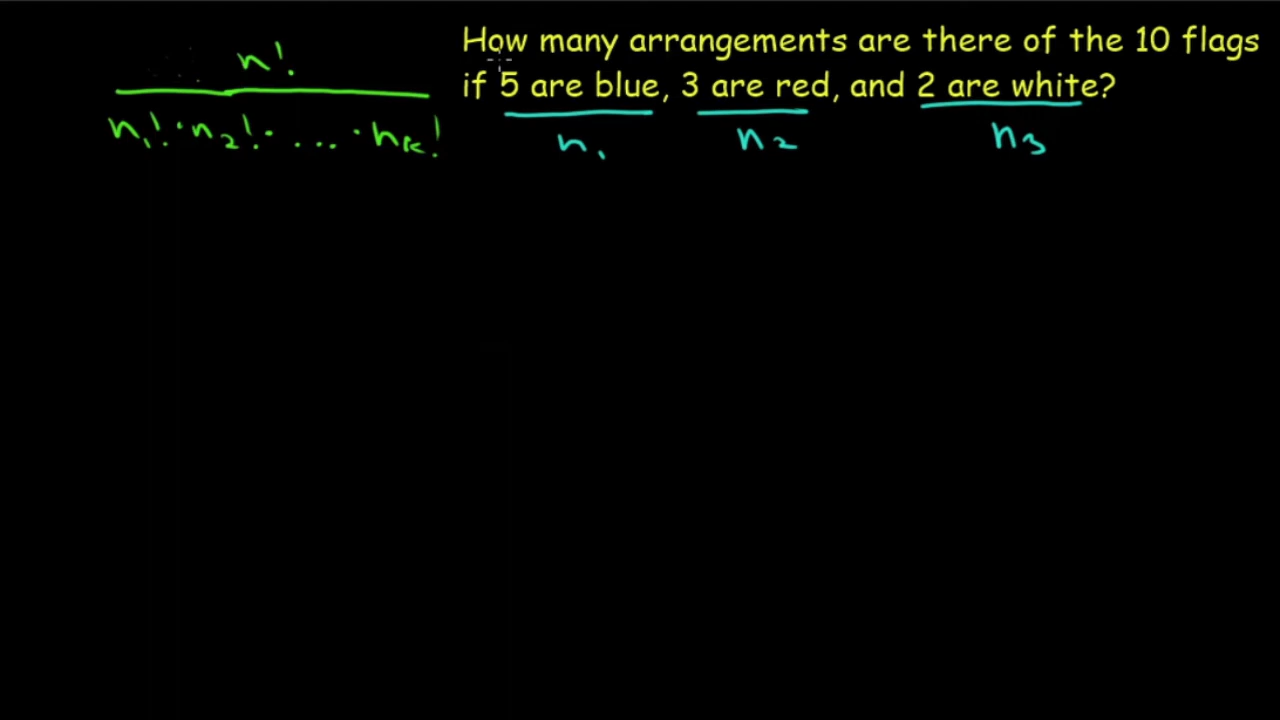 n!
n₁! · n₂! · .... · nₖ!
How many arrangements are there of the 10 flags
if 5 are blue, 3 are red, and 2 are white?
n₁ n₂ n₃